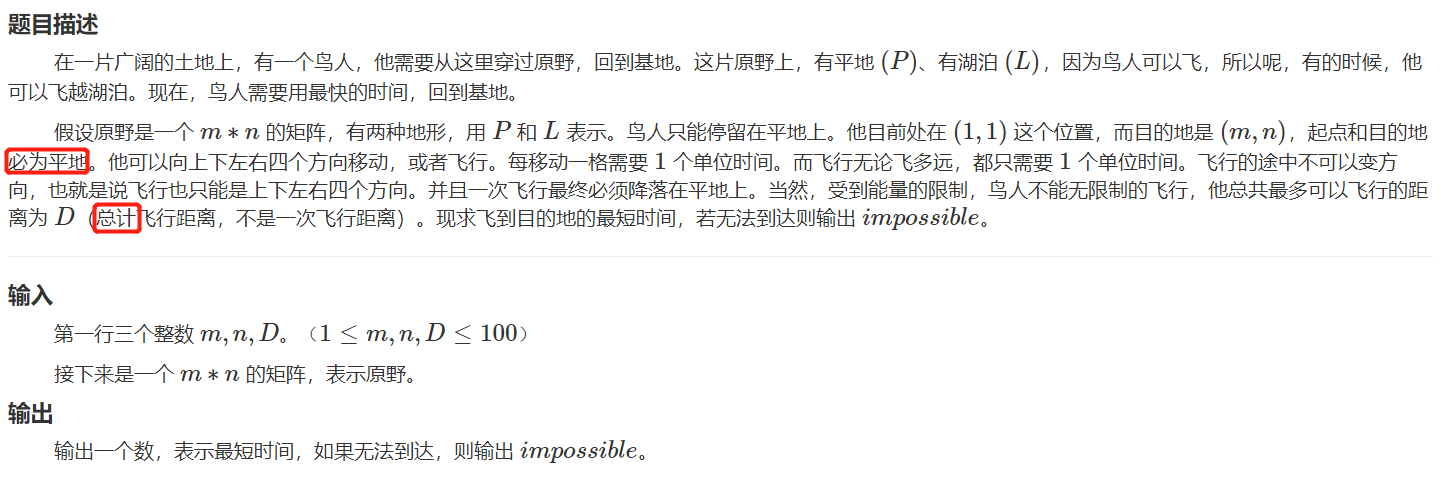 题目描述
在一片广阔的土地上，有一个鸟人，他需要从这里穿过原野，回到基地。这片原野上，有平地 (P)、有湖泊 (L)，因为鸟人可以飞，所以呢，有的时候，他
可以飞越湖泊。现在，鸟人需要用最快的时间，回到基地。
假设原野是一个 m ∗ n 的矩阵，有两种地形，用 P 和 L 表示。鸟人只能停留在平地上。他目前处在 (1, 1) 这个位置，而目的地是 (m, n)，起点和目的地
必为平地。他可以向上下左右四个方向移动，或者飞行。每移动一格需要 1 个单位时间。而飞行无论飞多远，都只需要 1 个单位时间。飞行的途中不可以变方
向，也就是说飞行也只能是上下左右四个方向。并且一次飞行最终必须降落在平地上。当然，受到能量的限制，鸟人不能无限制的飞行，他总共最多可以飞行的距
离为 D（总计飞行距离，不是一次飞行距离）。现求飞到目的地的最短时间，若无法到达则输出 impossible。
输入
第一行三个整数 m, n, D。（1 ≤ m, n, D ≤ 100）
接下来是一个 m ∗ n 的矩阵，表示原野。
输出
输出一个数，表示最短时间，如果无法到达，则输出 impossible。